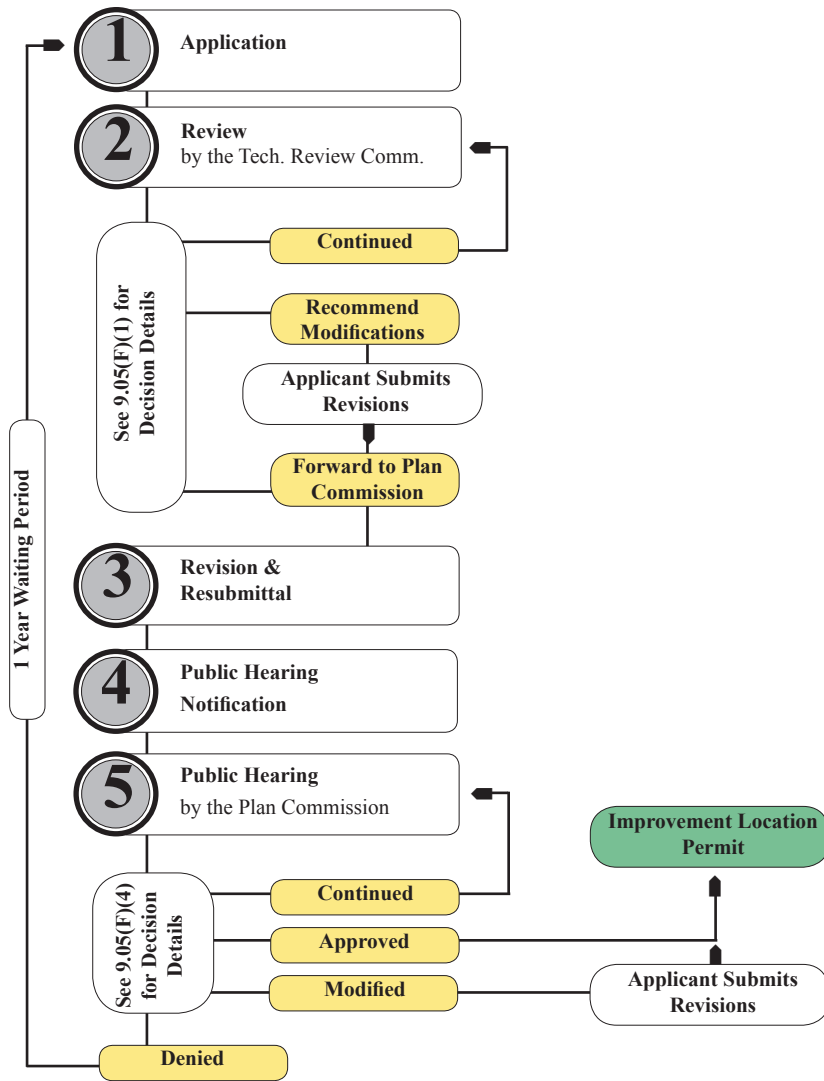 1
Application
2
Review
by the Tech. Review Comm.
See 9.05(F)(1) for
Decision Details
Continued
Recommend
Modifications
Applicant Submits
Revisions
Forward to Plan
Commission
1 Year Waiting Period
3
Revision &
Resubmittal
4
Public Hearing
Notification
5
Public Hearing
by the Plan Commission
Improvement Location
Permit
See 9.05(F)(4)
for Decision
Details
Continued
Approved
Modified
Applicant Submits
Revisions
Denied